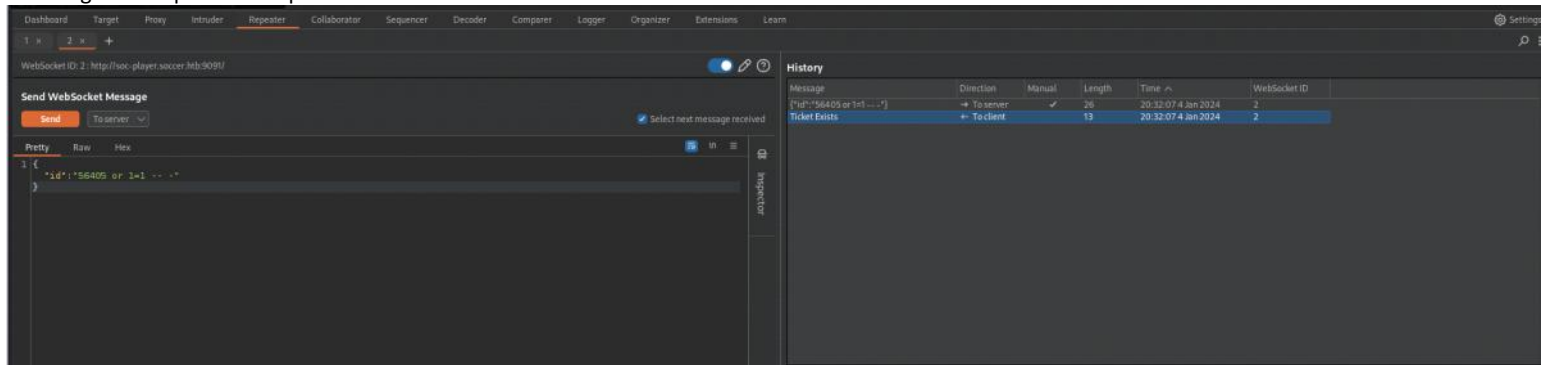 Dashboard Target Proxy Intruder Repeater Collaborator Sequencer Decoder Comparer Logger Organizer Extensions Learn Settings
1 × 2 × +
WebSocket ID: 2: http://soc-player.soccer.htb:9091/
History
Message Direction Manual Length Time WebSocket ID
Send WebSocket Message
{"id":"56405 or 1=1 -- -"} → To server ✓ 26 20:32:07 4 Jan 2024 2
Send To server Select next message received
Ticket Exists ← To client 13 20:32:07 4 Jan 2024 2
Pretty Raw Hex
\n
1 {
"id":"56405 or 1=1 -- -"
}
Inspector